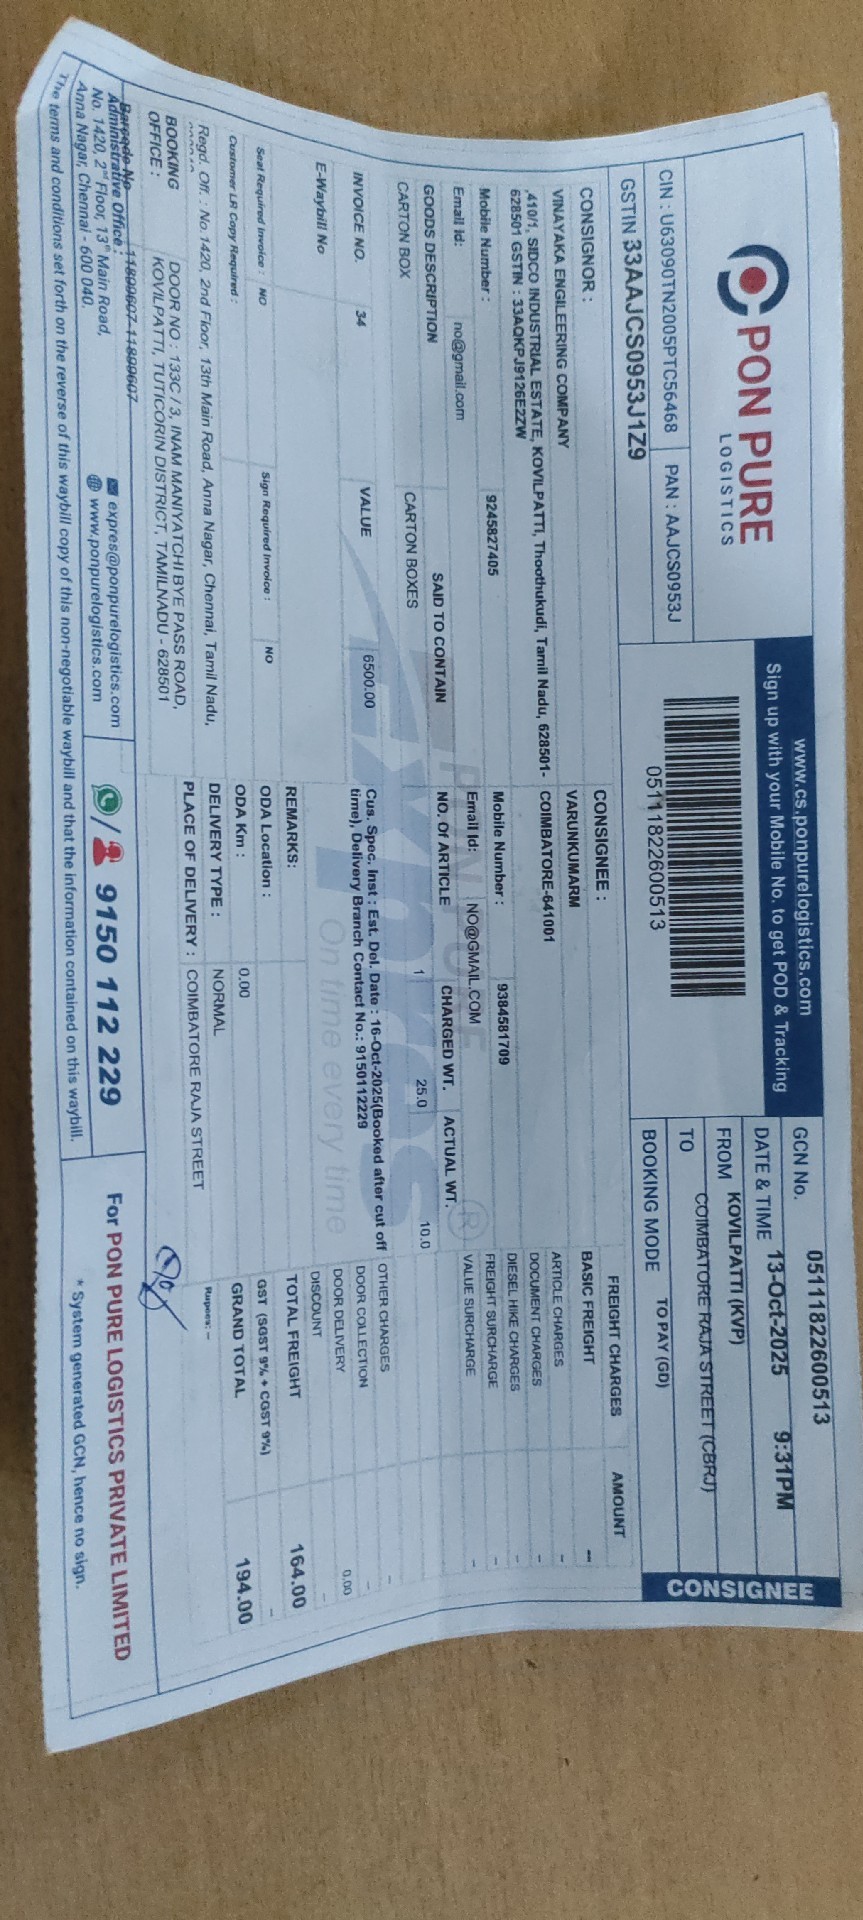 PON PURE
LOGISTICS
CIN : U63090TN2005PTC56468 PAN : AAJCS0953J
GSTIN 33AAJCS0953J1Z9
www.cs.ponpurelogistics.com
Sign up with your Mobile No. to get POD & Tracking
05111822600513
GCN No. 05111822600513
DATE & TIME 13-Oct-2025 9:31PM
FROM KOVILPATTI (KVP)
TO COIMBATORE RAJA STREET (CBRJ)
BOOKING MODE TO PAY (GD)
CONSIGNEE
CONSIGNOR :
VINAYAKA ENGILEERING COMPANY
,410/1, SIDCO INDUSTRIAL ESTATE, KOVILPATTI, Thoothukudi, Tamil Nadu, 628501-
628501 GSTIN : 33AQKPJ9126E2ZW
Mobile Number : 9245827405
Email Id: no@gmail.com
CONSIGNEE :
VARUNKUMARM
COIMBATORE-641001
Mobile Number : 9384581709
Email Id: NO@GMAIL.COM
GOODS DESCRIPTION SAID TO CONTAIN NO. Of ARTICLE CHARGED WT. ACTUAL WT.
CARTON BOX CARTON BOXES 1 25.0 10.0
INVOICE NO. 34 VALUE 6500.00
Cus. Spec. Inst : Est. Del. Date : 16-Oct-2025(Booked after cut off
time), Delivery Branch Contact No.: 9150112229
E-Waybill No
REMARKS:
Seal Required Invoice : NO Sign Required Invoice : NO
ODA Location :
Customer LR Copy Required :
ODA Km : 0.00
Regd. Off. : No.1420, 2nd Floor, 13th Main Road, Anna Nagar, Chennai, Tamil Nadu,
DELIVERY TYPE : NORMAL
BOOKING
OFFICE :
DOOR NO : 133C / 3, INAM MANIYATCHI BYE PASS ROAD,
KOVILPATTI, TUTICORIN DISTRICT, TAMILNADU - 628501
PLACE OF DELIVERY : COIMBATORE RAJA STREET
FREIGHT CHARGES AMOUNT
BASIC FREIGHT --
ARTICLE CHARGES -
DOCUMENT CHARGES -
DIESEL HIKE CHARGES -
FREIGHT SURCHARGE -
VALUE SURCHARGE -
OTHER CHARGES -
DOOR COLLECTION -
DOOR DELIVERY 0.00
DISCOUNT -
TOTAL FREIGHT 164.00
GST (SGST 9% + CGST 9%) -
GRAND TOTAL 194.00
Rupees: --
PON PURE
Expres ®
On time every time
Barcode No 11899607-11899607
Administrative Office :
No. 1420, 2nd Floor, 13th Main Road,
Anna Nagar, Chennai - 600 040.
expres@ponpurelogistics.com
www.ponpurelogistics.com
/ 9150 112 229
For PON PURE LOGISTICS PRIVATE LIMITED
* System generated GCN, hence no sign.
The terms and conditions set forth on the reverse of this waybill copy of this non-negotiable waybill and that the information contained on this waybill.